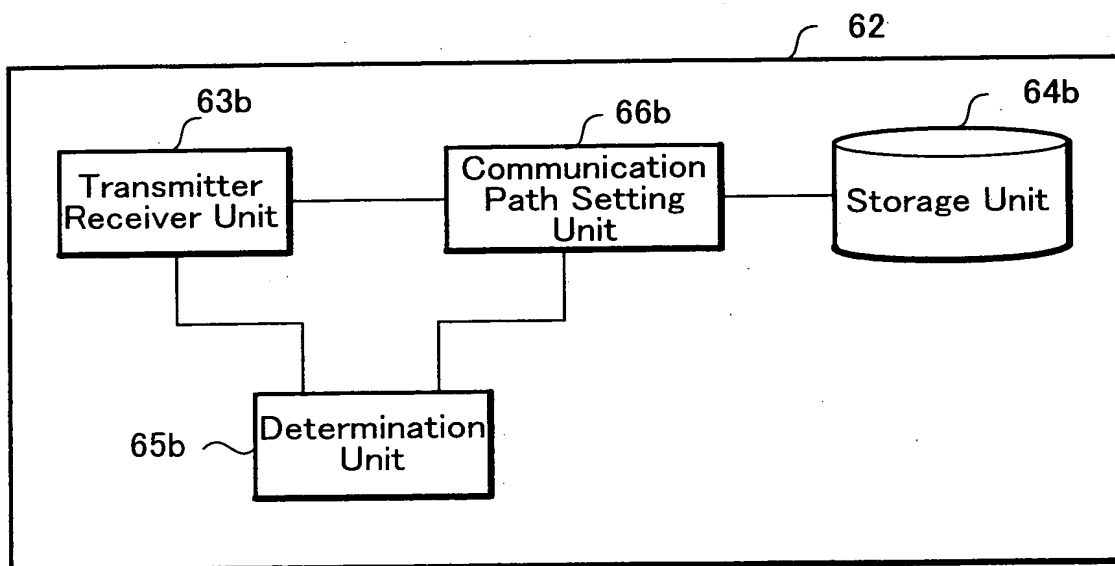 62
63b
66b
64b
Transmitter
Receiver Unit
Communication
Path Setting
Unit
Storage Unit
65b
Determination
Unit